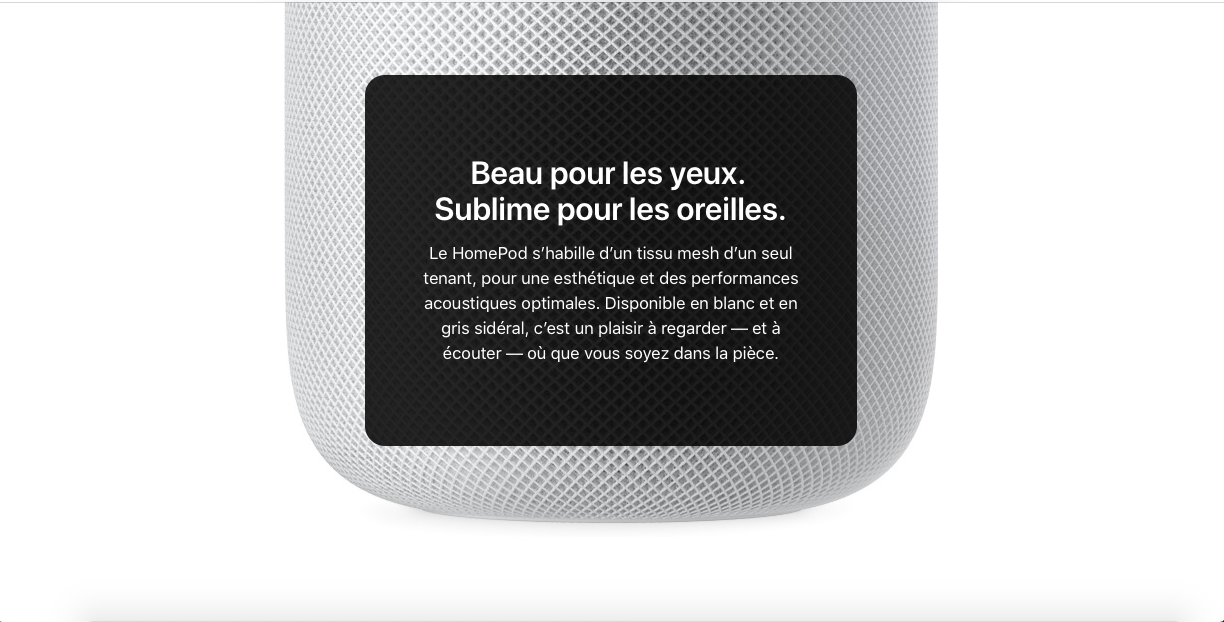 Beau pour les yeux.
Sublime pour les oreilles.
Le HomePod s’habille d’un tissu mesh d’un seul
tenant, pour une esthétique et des performances
acoustiques optimales. Disponible en blanc et en
gris sidéral, c’est un plaisir à regarder — et à
écouter — où que vous soyez dans la pièce.